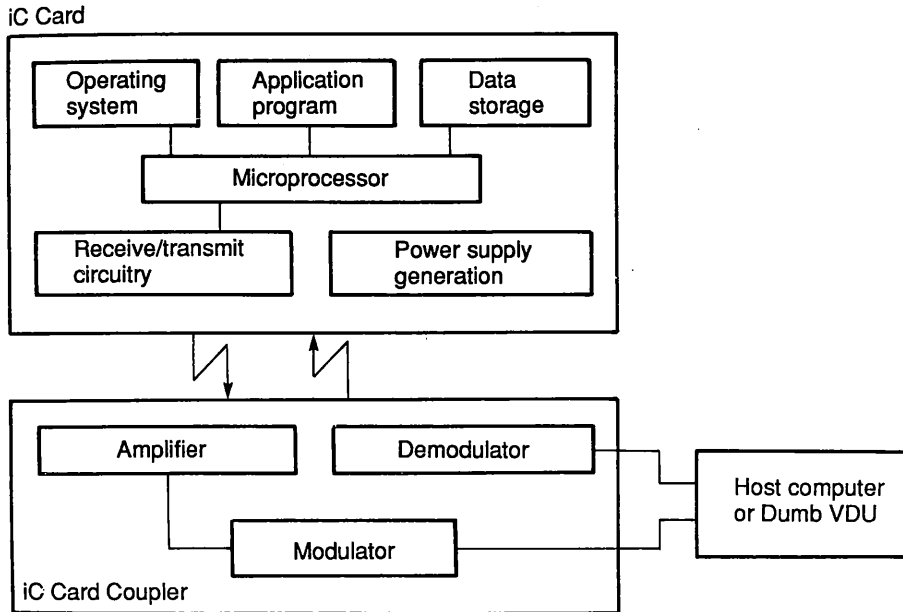 iC Card
Operating
system
Application
program
Data
storage
Microprocessor
Receive/transmit
circuitry
Power supply
generation
Amplifier
Demodulator
Host computer
or Dumb VDU
Modulator
iC Card Coupler